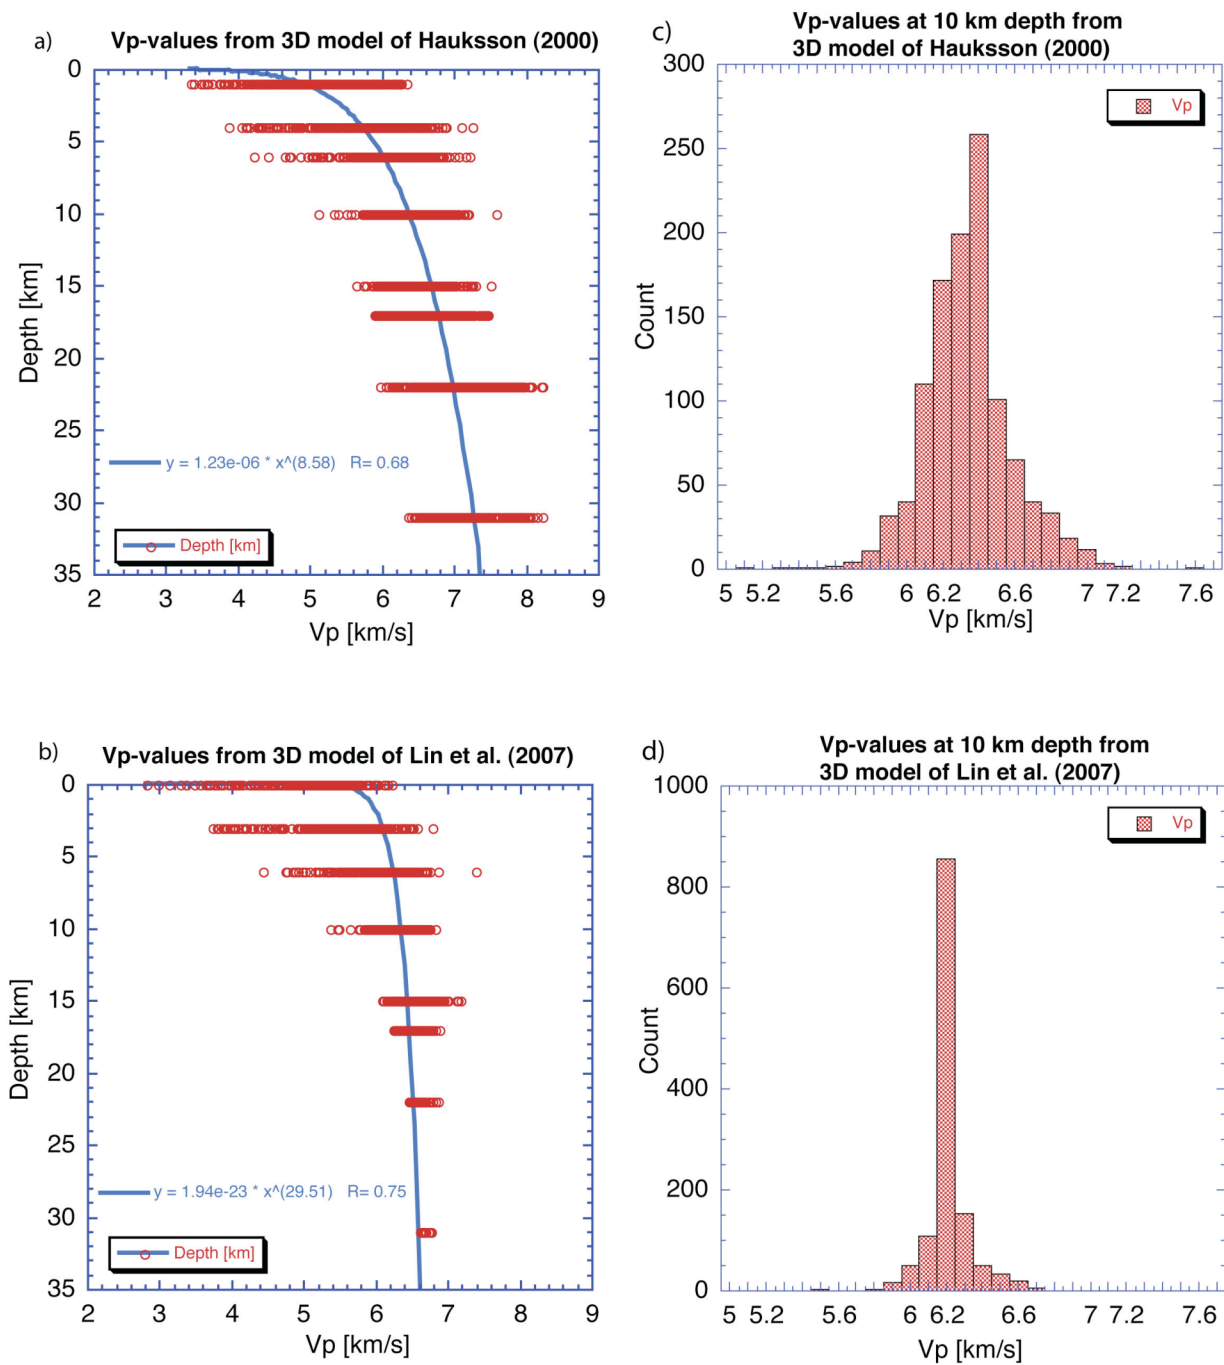 a)
Vp-values from 3D model of Hauksson (2000)
0
5
10
15
20
25
30
35
Depth [km]
y = 1.23e-06 * x^(8.58) R= 0.68
Depth [km]
2 3 4 5 6 7 8 9
Vp [km/s]
c)
Vp-values at 10 km depth from
3D model of Hauksson (2000)
300
250
200
150
100
50
0
Count
Vp
5 5.2 5.6 6 6.2 6.6 7 7.2 7.6
Vp [km/s]
b)
Vp-values from 3D model of Lin et al. (2007)
0
5
10
15
20
25
30
35
Depth [km]
y = 1.94e-23 * x^(29.51) R= 0.75
Depth [km]
2 3 4 5 6 7 8 9
Vp [km/s]
d)
Vp-values at 10 km depth from
3D model of Lin et al. (2007)
1000
800
600
400
200
0
Count
Vp
5 5.2 5.6 6 6.2 6.6 7 7.2 7.6
Vp [km/s]